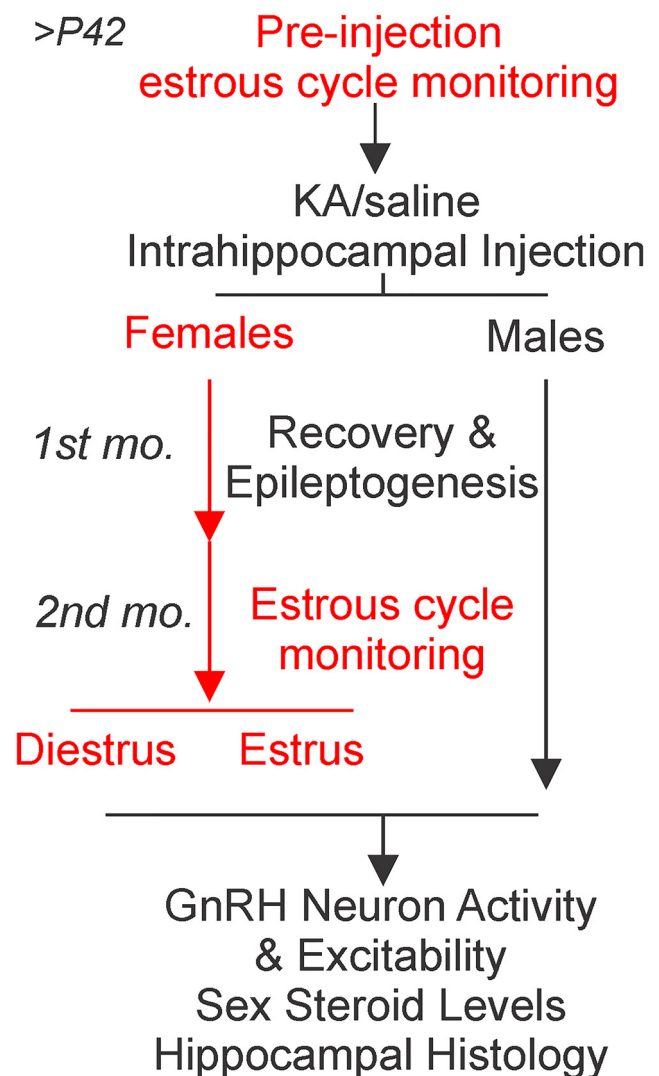 >P42
Pre-injection
estrous cycle monitoring
KA/saline
Intrahippocampal Injection
Females
Males
1st mo.
Recovery &
Epileptogenesis
2nd mo.
Estrous cycle
monitoring
Diestrus
Estrus
GnRH Neuron Activity
& Excitability
Sex Steroid Levels
Hippocampal Histology